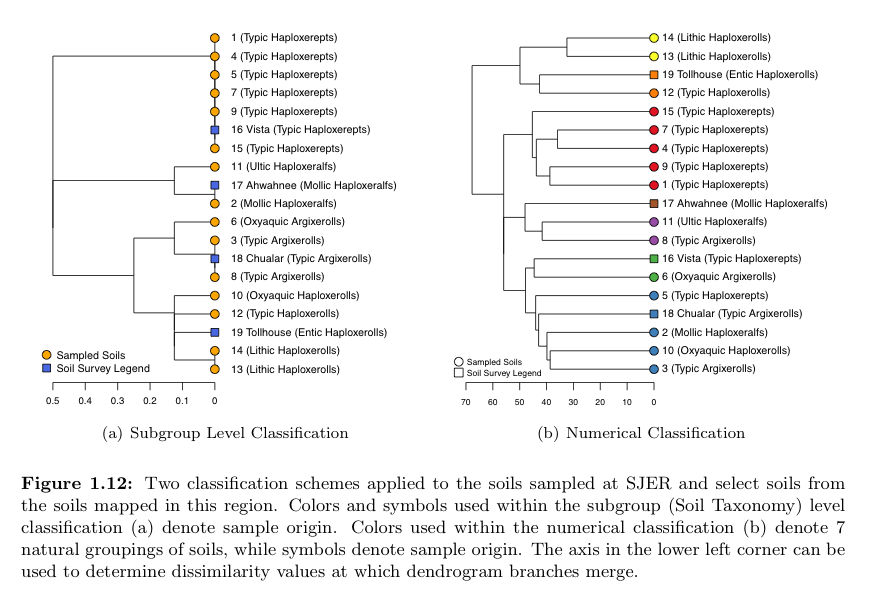 1 (Typic Haploxerepts)
4 (Typic Haploxerepts)
5 (Typic Haploxerepts)
7 (Typic Haploxerepts)
9 (Typic Haploxerepts)
16 Vista (Typic Haploxerepts)
15 (Typic Haploxerepts)
11 (Ultic Haploxeralfs)
17 Ahwahnee (Mollic Haploxeralfs)
2 (Mollic Haploxeralfs)
6 (Oxyaquic Argixerolls)
3 (Typic Argixerolls)
18 Chualar (Typic Argixerolls)
8 (Typic Argixerolls)
10 (Oxyaquic Haploxerolls)
12 (Typic Haploxerolls)
19 Tollhouse (Entic Haploxerolls)
14 (Lithic Haploxerolls)
13 (Lithic Haploxerolls)
Sampled Soils
Soil Survey Legend
0.5 0.4 0.3 0.2 0.1 0
(a) Subgroup Level Classification
14 (Lithic Haploxerolls)
13 (Lithic Haploxerolls)
19 Tollhouse (Entic Haploxerolls)
12 (Typic Haploxerolls)
15 (Typic Haploxerepts)
7 (Typic Haploxerepts)
4 (Typic Haploxerepts)
9 (Typic Haploxerepts)
1 (Typic Haploxerepts)
17 Ahwahnee (Mollic Haploxeralfs)
11 (Ultic Haploxeralfs)
8 (Typic Argixerolls)
16 Vista (Typic Haploxerepts)
6 (Oxyaquic Argixerolls)
5 (Typic Haploxerepts)
18 Chualar (Typic Argixerolls)
2 (Mollic Haploxeralfs)
10 (Oxyaquic Haploxerolls)
3 (Typic Argixerolls)
Sampled Soils
Soil Survey Legend
70 60 50 40 30 20 10 0
(b) Numerical Classification
Figure 1.12: Two classification schemes applied to the soils sampled at SJER and select soils from
the soils mapped in this region. Colors and symbols used within the subgroup (Soil Taxonomy) level
classification (a) denote sample origin. Colors used within the numerical classification (b) denote 7
natural groupings of soils, while symbols denote sample origin. The axis in the lower left corner can be
used to determine dissimilarity values at which dendrogram branches merge.